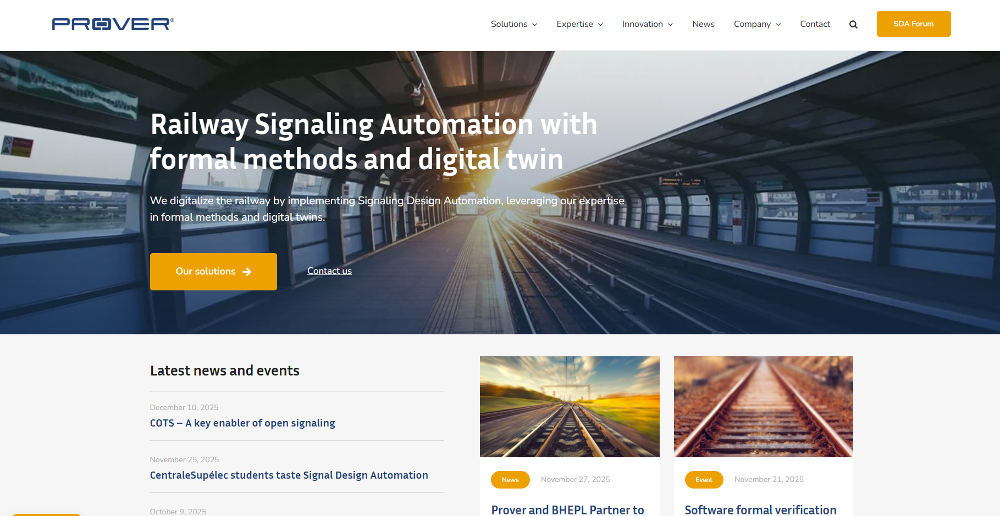 PROVER®
Solutions
Expertise
Innovation
News
Company
Contact
SDA Forum
West Silvertown
Railway Signaling Automation with
formal methods and digital twin
We digitalize the railway by implementing Signaling Design Automation, leveraging our expertise
in formal methods and digital twins.
Our solutions
Contact us
Latest news and events
December 10, 2025
COTS – A key enabler of open signaling
November 25, 2025
CentraleSupélec students taste Signal Design Automation
October 9, 2025
News
November 27, 2025
Prover and BHEPL Partner to
Event
November 21, 2025
Software formal verification